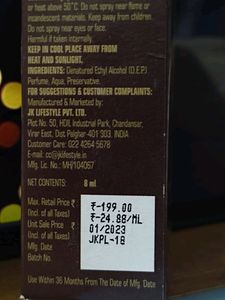 or heat above 50°C. Do not spray near flame or
incandescent materials. Keep away from children.
Do not spray near eyes or face.
Harmful if taken internally.
KEEP IN COOL PLACE AWAY FROM
HEAT AND SUNLIGHT.
INGREDIENTS: Denatured Ethyl Alcohol (D.E.P.)
Perfume, Aqua, Preservative.
FOR SUGGESTIONS & CUSTOMER COMPLAINTS:
Manufactured & Marketed by:
JK LIFESTYLE PVT. LTD.
Plot No. 50, HDIL Industrial Park, Chandansar,
Virar East, Dist Palghar-401 303. INDIA
Customer Care: 022 4264 5678
E-mail: cc@jklifestyle.in
Mfg. Lic. No.: MH/104067
NET CONTENTS: 8 ml
Max. Retail Price ₹ ₹-199.00
(Incl. of all Taxes)
Unit Sale Price ₹-24.88/ML
(Incl. of all Taxes)
Mfg. Date 01/2023
Batch No. JKPL-18
Use Within 36 Months From The Date of Mfg. Date